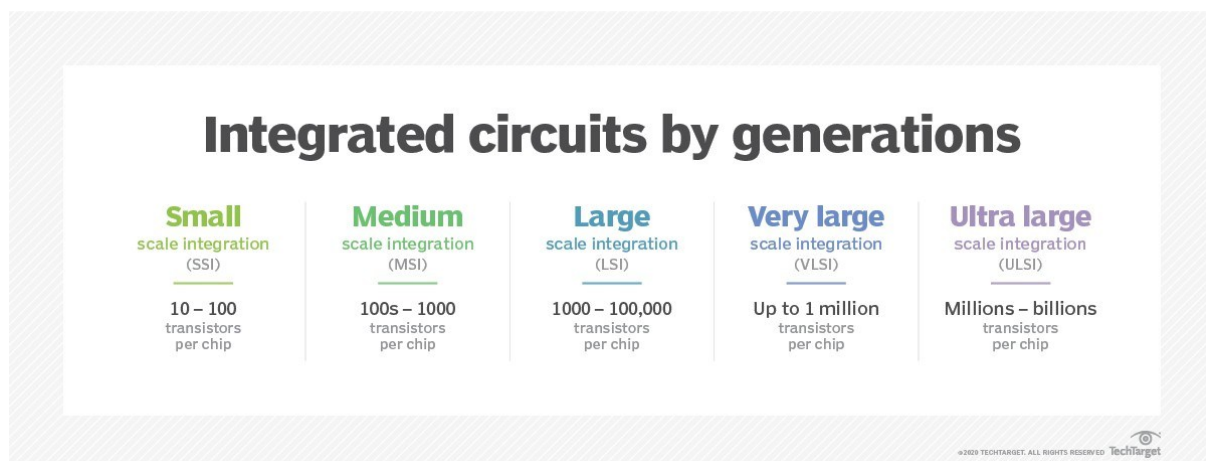 Integrated circuits by generations
Small
scale integration
(SSI)
10 – 100
transistors
per chip
Medium
scale integration
(MSI)
100s – 1000
transistors
per chip
Large
scale integration
(LSI)
1000 – 100,000
transistors
per chip
Very large
scale integration
(VLSI)
Up to 1 million
transistors
per chip
Ultra large
scale integration
(ULSI)
Millions – billions
transistors
per chip
©2020 TECHTARGET. ALL RIGHTS RESERVED TechTarget